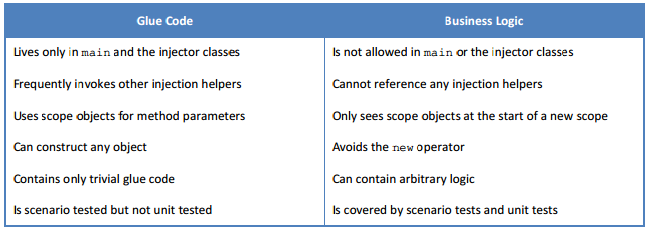 Glue Code Business Logic
Lives only in main and the injector classes Is not allowed in main or the injector classes
Frequently invokes other injection helpers Cannot reference any injection helpers
Uses scope objects for method parameters Only sees scope objects at the start of a new scope
Can construct any object Avoids the new operator
Contains only trivial glue code Can contain arbitrary logic
Is scenario tested but not unit tested Is covered by scenario tests and unit tests